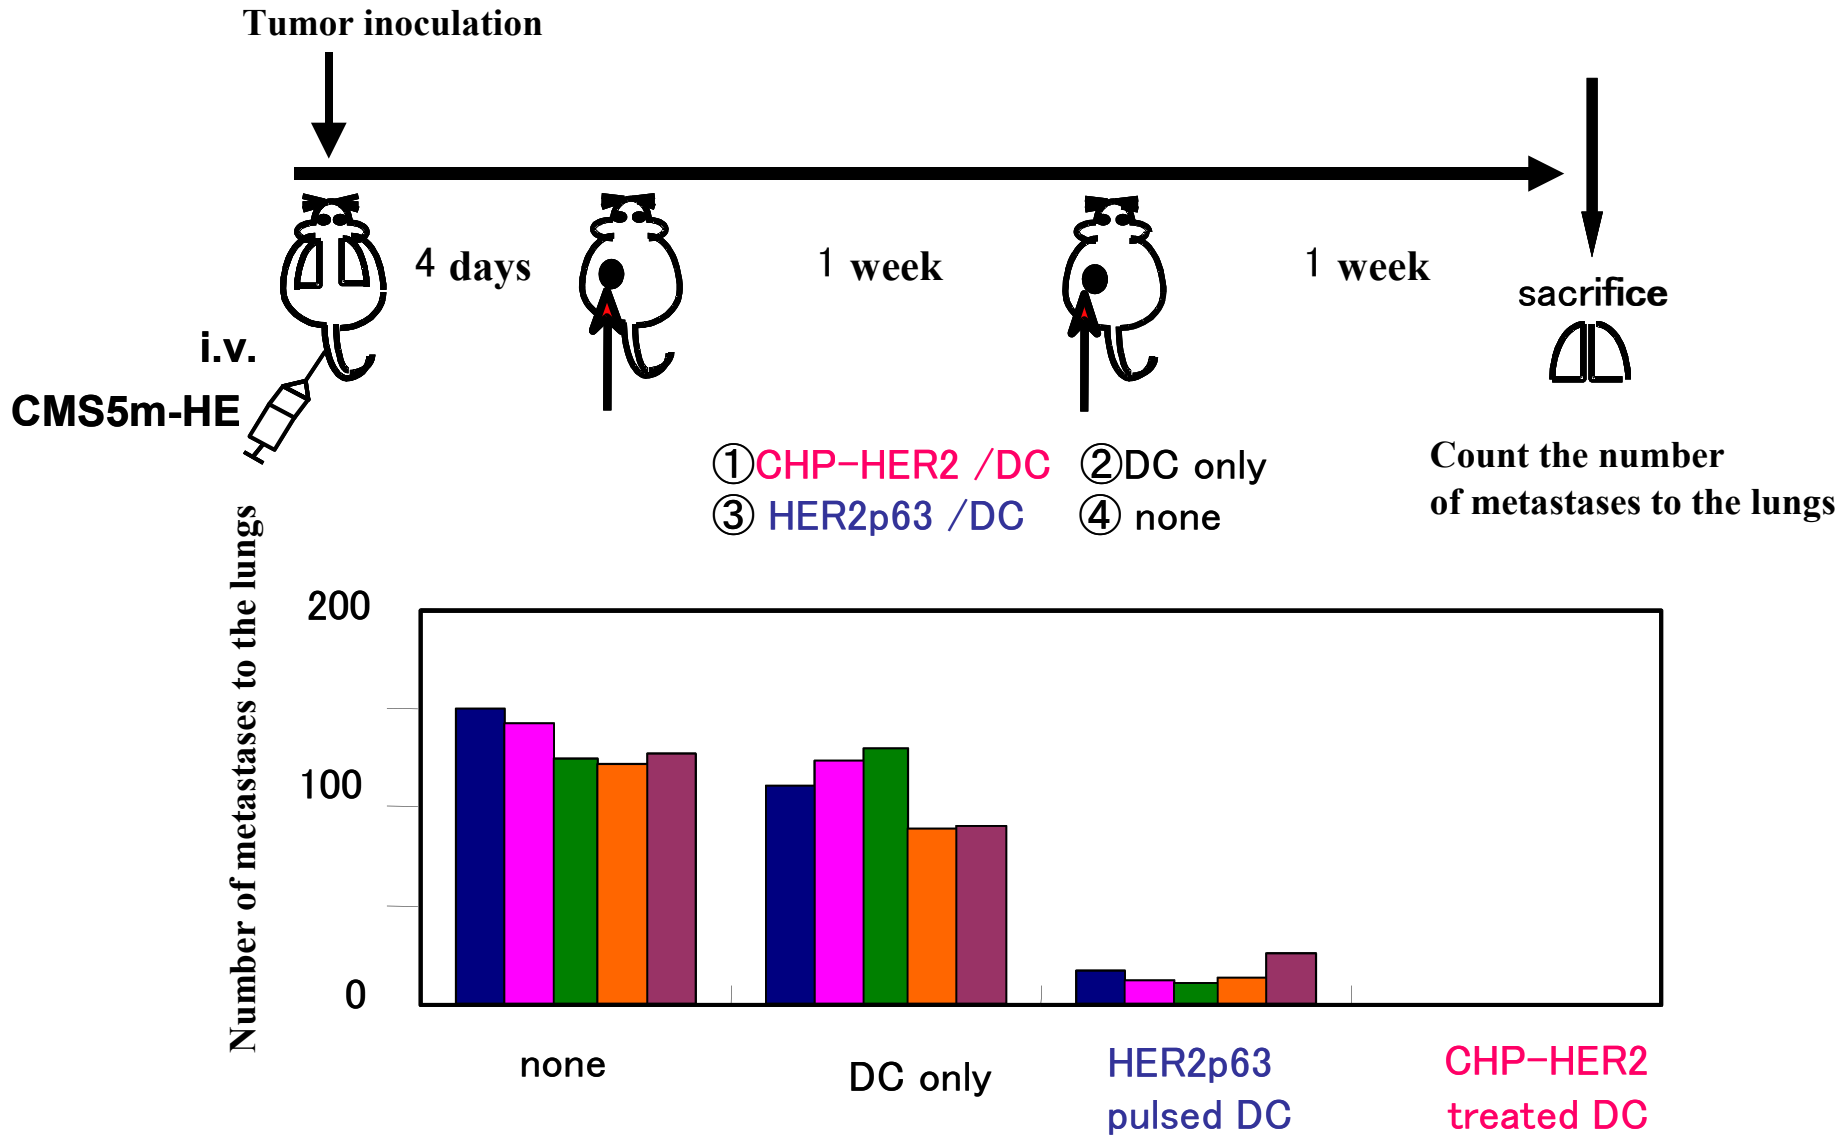 Tumor inoculation
4 days
1 week
1 week
sacrifice
i.v.
CMS5m-HE
①CHP-HER2 /DC ②DC only
③ HER2p63 /DC ④ none
Count the number
of metastases to the lungs
Number of metastases to the lungs
200
100
0
none
DC only
HER2p63
pulsed DC
CHP-HER2
treated DC